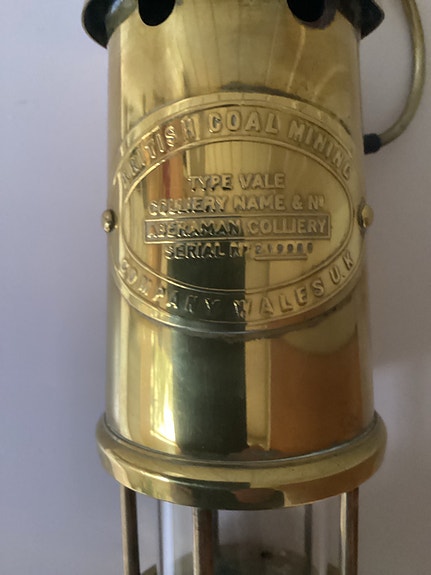 BRITISH COAL MINING
TYPE VALE
COLLIERY NAME & Nº
ABERAMAN COLLIERY
SERIAL Nº
COMPANY WALES U.K